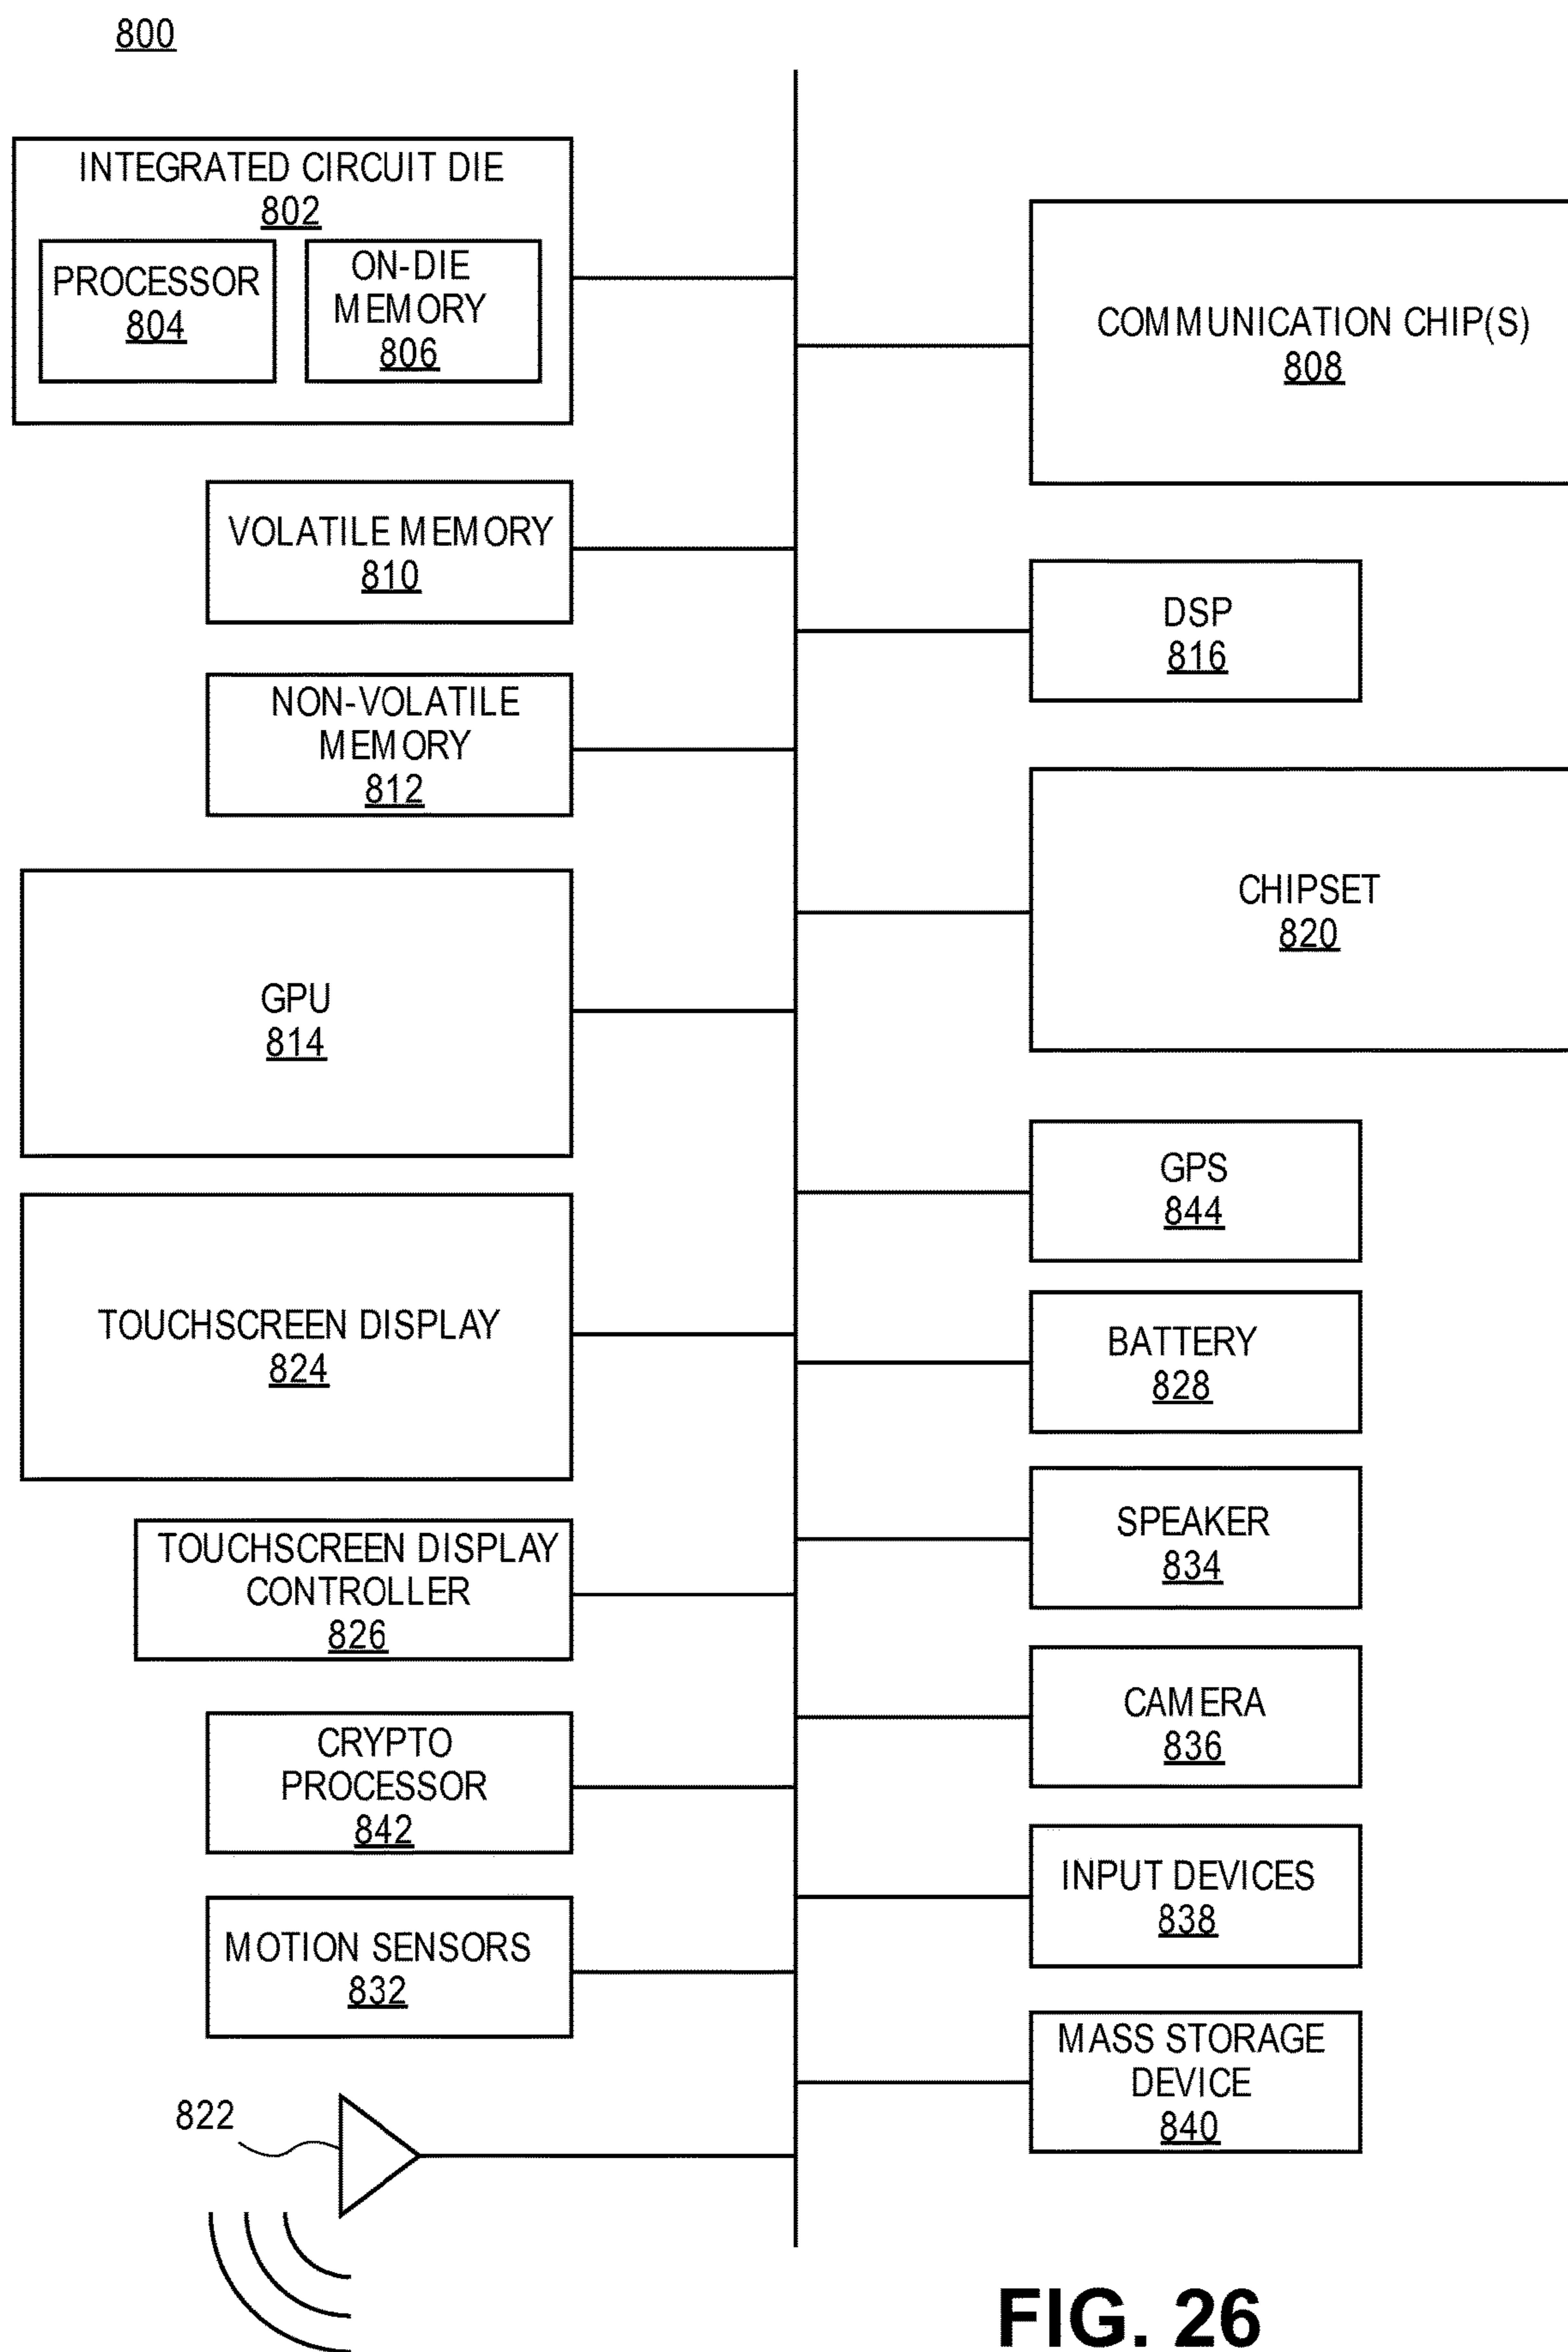 800
INTEGRATED CIRCUIT DIE
802
PROCESSOR
804
ON-DIE
MEMORY
806
VOLATILE MEMORY
810
NON-VOLATILE
MEMORY
812
GPU
814
TOUCHSCREEN DISPLAY
824
TOUCHSCREEN DISPLAY
CONTROLLER
826
CRYPTO
PROCESSOR
842
MOTION SENSORS
832
822
COMMUNICATION CHIP(S)
808
DSP
816
CHIPSET
820
GPS
844
BATTERY
828
SPEAKER
834
CAMERA
836
INPUT DEVICES
838
MASS STORAGE
DEVICE
840
FIG. 26